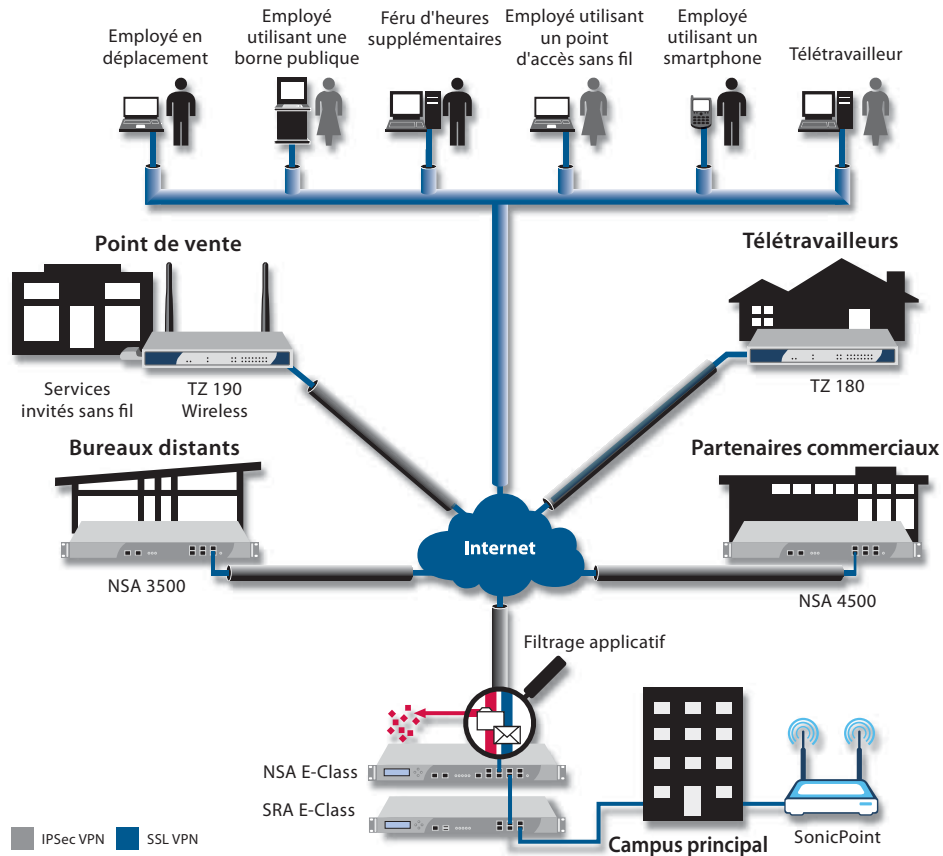 Employé en
déplacement
Employé
utilisant une
borne publique
Féru d'heures
supplémentaires
Employé utilisant
un point
d'accès sans fil
Employé
utilisant un
smartphone
Télétravailleur
Point de vente
Télétravailleurs
Services
invités sans fil
TZ 190
Wireless
TZ 180
Bureaux distants
Partenaires commerciaux
Internet
NSA 3500
NSA 4500
Filtrage applicatif
NSA E-Class
SRA E-Class
IPSec VPN
SSL VPN
Campus principal
SonicPoint